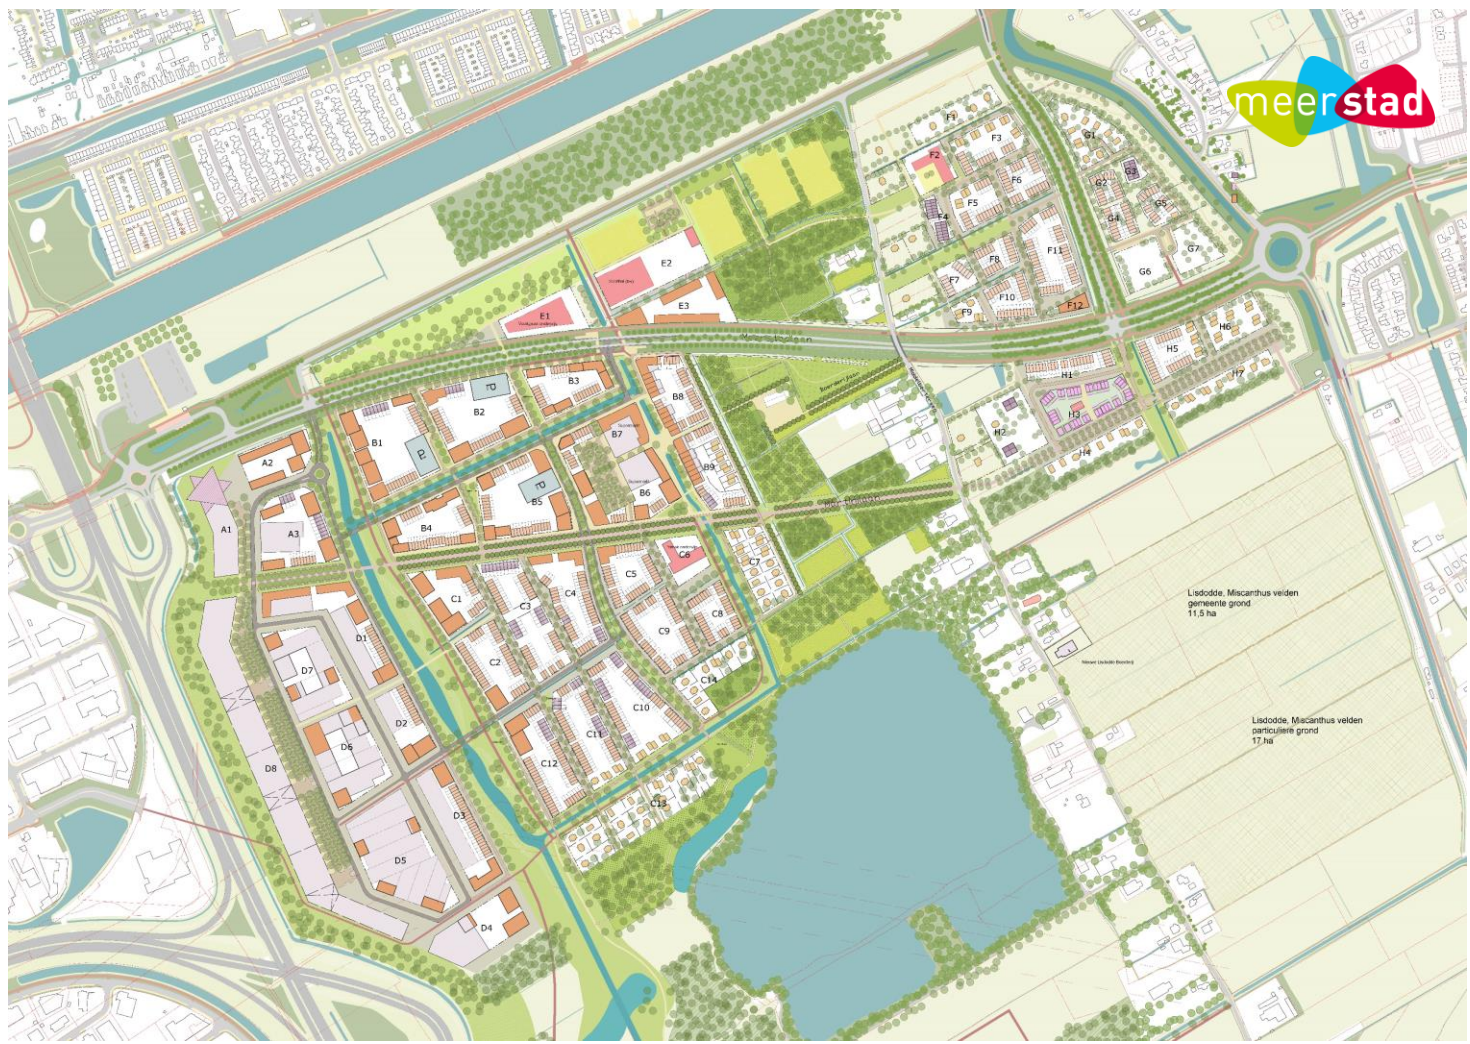 meerstad
F1
F2
F3
F4
F5
F6
F7
F8
F9
F10
F11
F12
G1
G2
G3
G4
G5
G6
G7
E1
E2
E3
H1
H2
H3
H4
H5
H6
H7
B1
B2
B3
B4
B5
B6
B7
B8
B9
P
P
P
A1
A2
A3
C1
C2
C3
C4
C5
C6
C7
C8
C9
C10
C11
C12
C13
C14
D1
D2
D3
D4
D5
D6
D7
D8
Lisdodde, Miscanthus velden
gemeente grond
11,5 ha
Lisdodde, Miscanthus velden
particuliere grond
17 ha